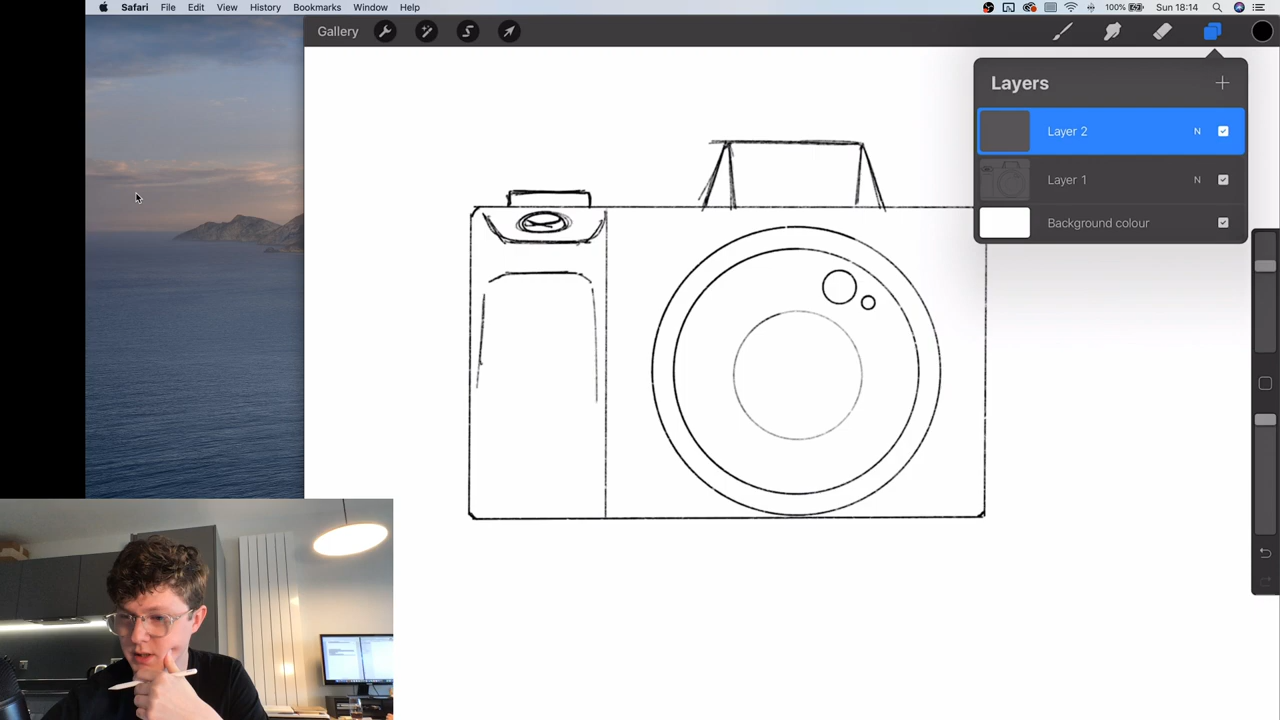 Safari File Edit View History Bookmarks Window Help 100% Sun 18:14
Gallery
Layers
Layer 2 N
Layer 1 N
Background colour